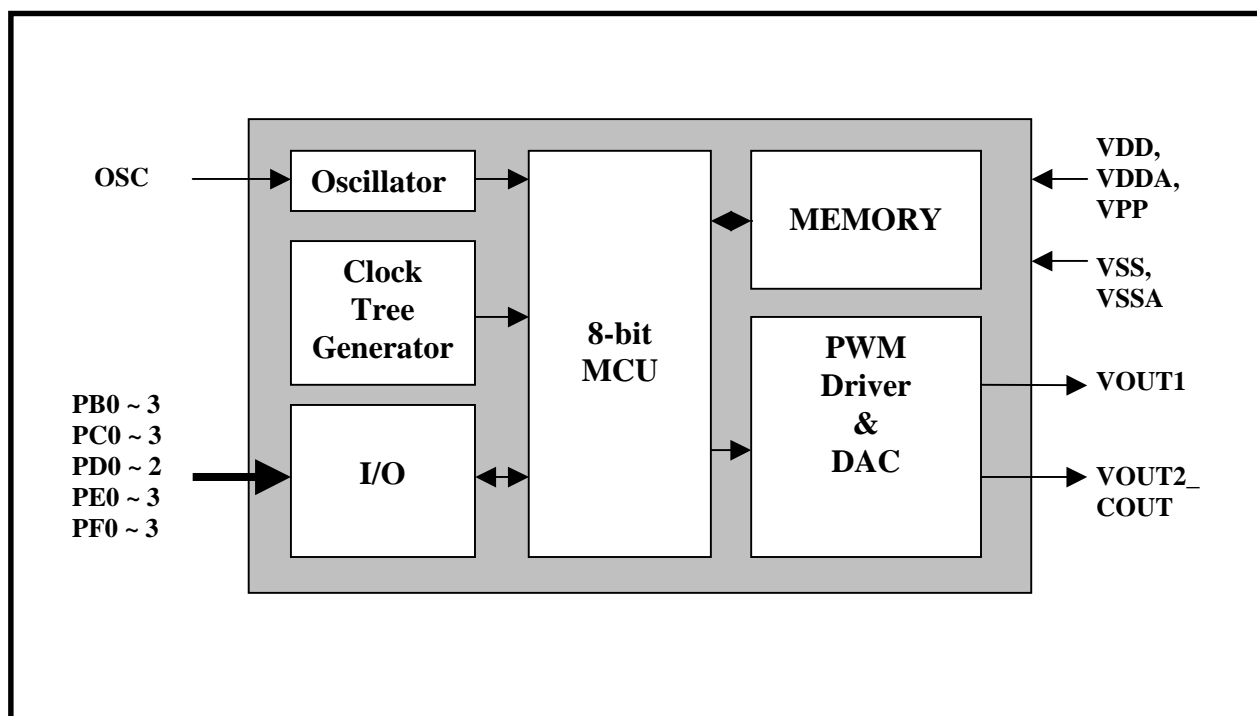 OSC
Oscillator
Clock
Tree
Generator
PB0 ~ 3
PC0 ~ 3
PD0 ~ 2
PE0 ~ 3
PF0 ~ 3
I/O
8-bit
MCU
MEMORY
PWM
Driver
&
DAC
VDD,
VDDA,
VPP
VSS,
VSSA
VOUT1
VOUT2_
COUT